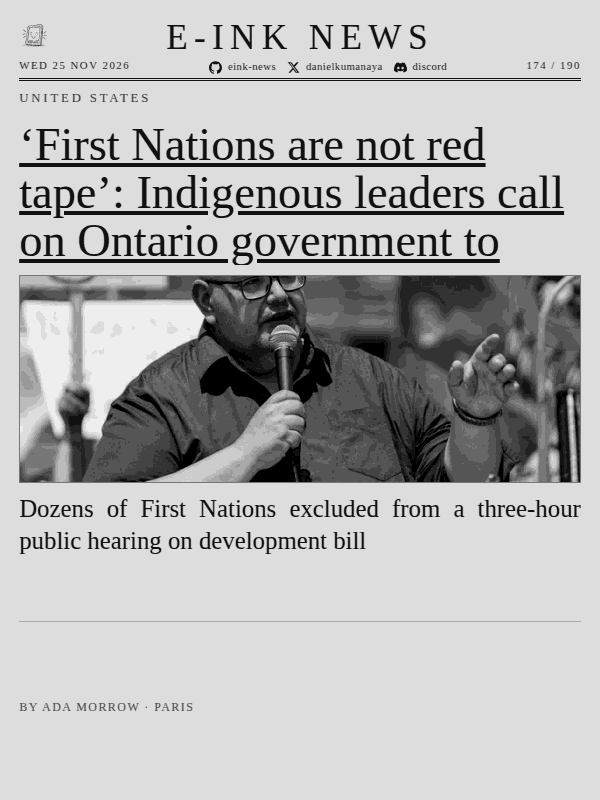 E-INK NEWS
WED 25 NOV 2026
eink-news
danielkumanaya
discord
174 / 190
UNITED STATES
‘First Nations are not red
tape’: Indigenous leaders call
on Ontario government to
Dozens of First Nations excluded from a three-hour
public hearing on development bill
BY ADA MORROW · PARIS